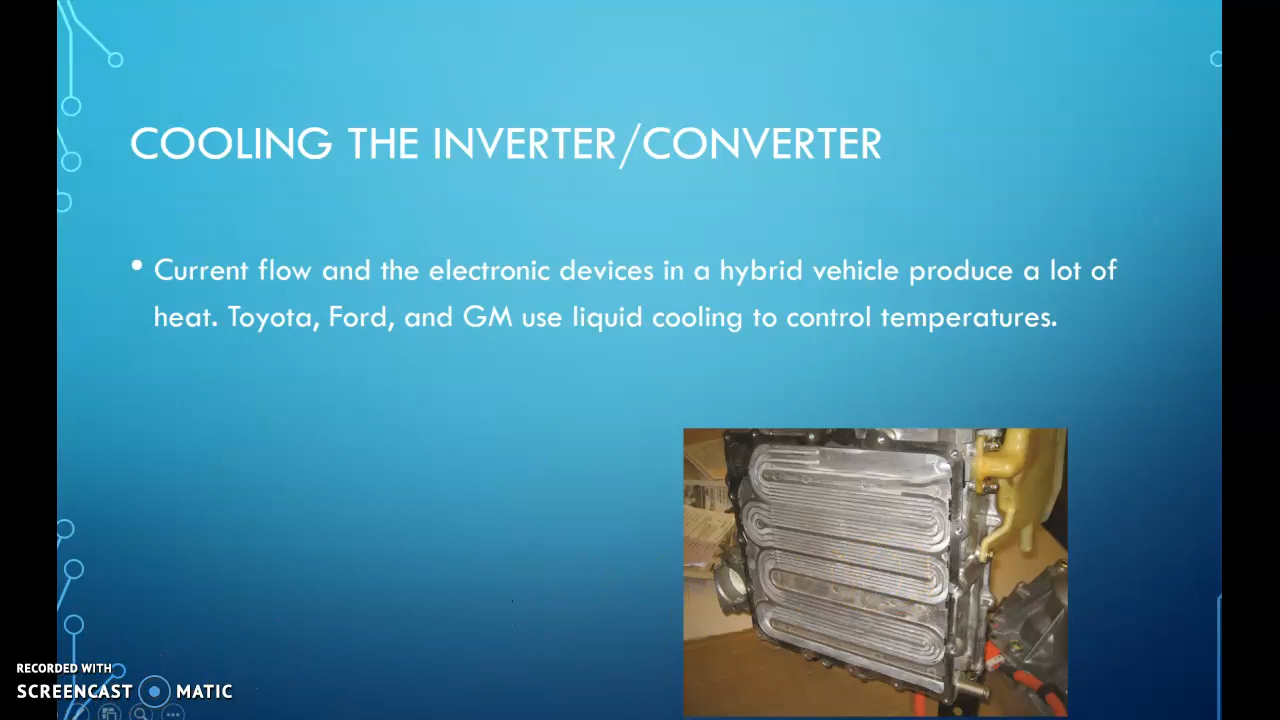 COOLING THE INVERTER/CONVERTER
• Current flow and the electronic devices in a hybrid vehicle produce a lot of
heat. Toyota, Ford, and GM use liquid cooling to control temperatures.
RECORDED WITH
SCREENCAST MATIC